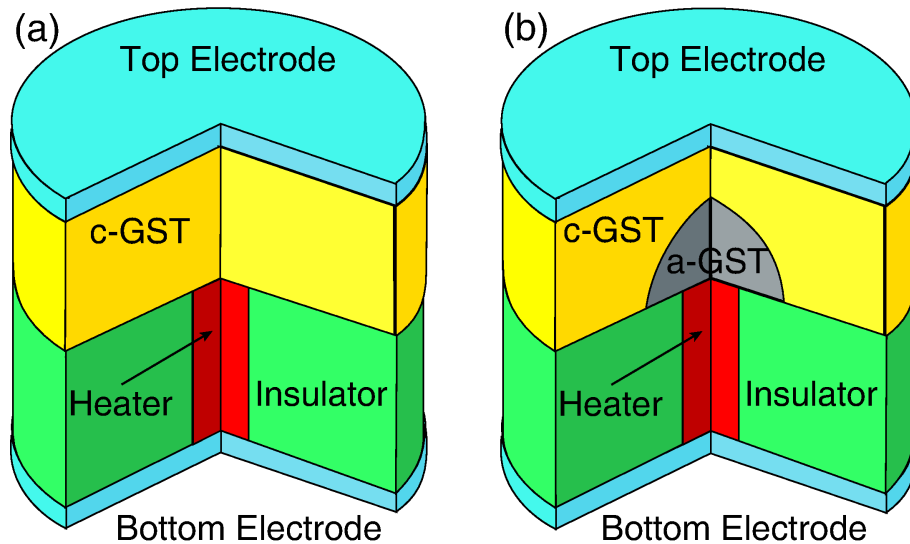 (a)
Top Electrode
c-GST
Heater
Insulator
Bottom Electrode
(b)
Top Electrode
c-GST
a-GST
Heater
Insulator
Bottom Electrode